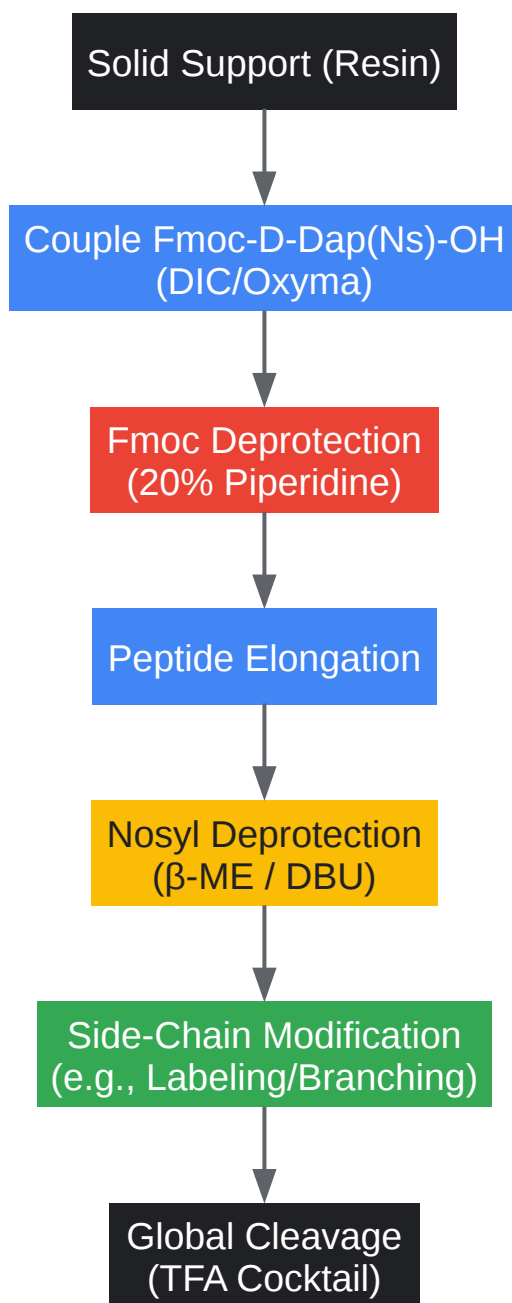 Solid Support (Resin)
Couple Fmoc-D-Dap(Ns)-OH
(DIC/Oxyma)
Fmoc Deprotection
(20% Piperidine)
Peptide Elongation
Nosyl Deprotection
(β-ME / DBU)
Side-Chain Modification
(e.g., Labeling/Branching)
Global Cleavage
(TFA Cocktail)